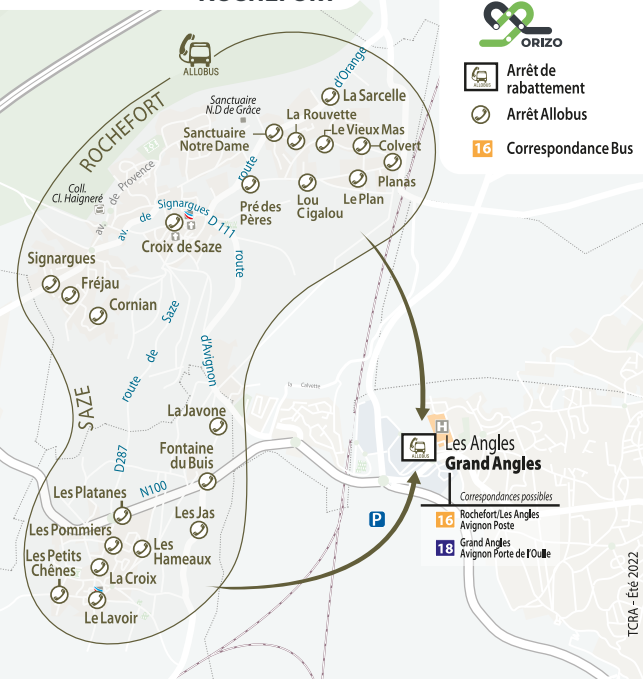 ORIZO
ALLOBUS
Arrêt de
rabattement
Arrêt Allobus
16 Correspondance Bus
ALLOBUS
ROCHEFORT
d'Orange
La Sarcelle
Sanctuaire
N.D de Grâce
La Rouvette
Le Vieux Mas
Sanctuaire
Notre Dame
Colvert
Planas
route
Le Plan
Lou
Cigalou
Pré des
Pères
Coll.
Cl. Haigneré
av. de Provence
av. de Signargues
D 111
Croix de Saze
route
d'Avignon
Signargues
Fréjau
Cornian
route de Saze
SAZE
D287
La Javone
Fontaine
du Buis
N100
Les Platanes
Les Jas
Les Pommiers
Les
Hameaux
Les Petits
Chênes
La Croix
Le Lavoir
la Calvette
P
H
ALLOBUS
Les Angles
Grand Angles
Correspondances possibles
16 Rochefort/Les Angles
Avignon Poste
18 Grand Angles
Avignon Porte de l'Oulle
TCRA - Été 2022